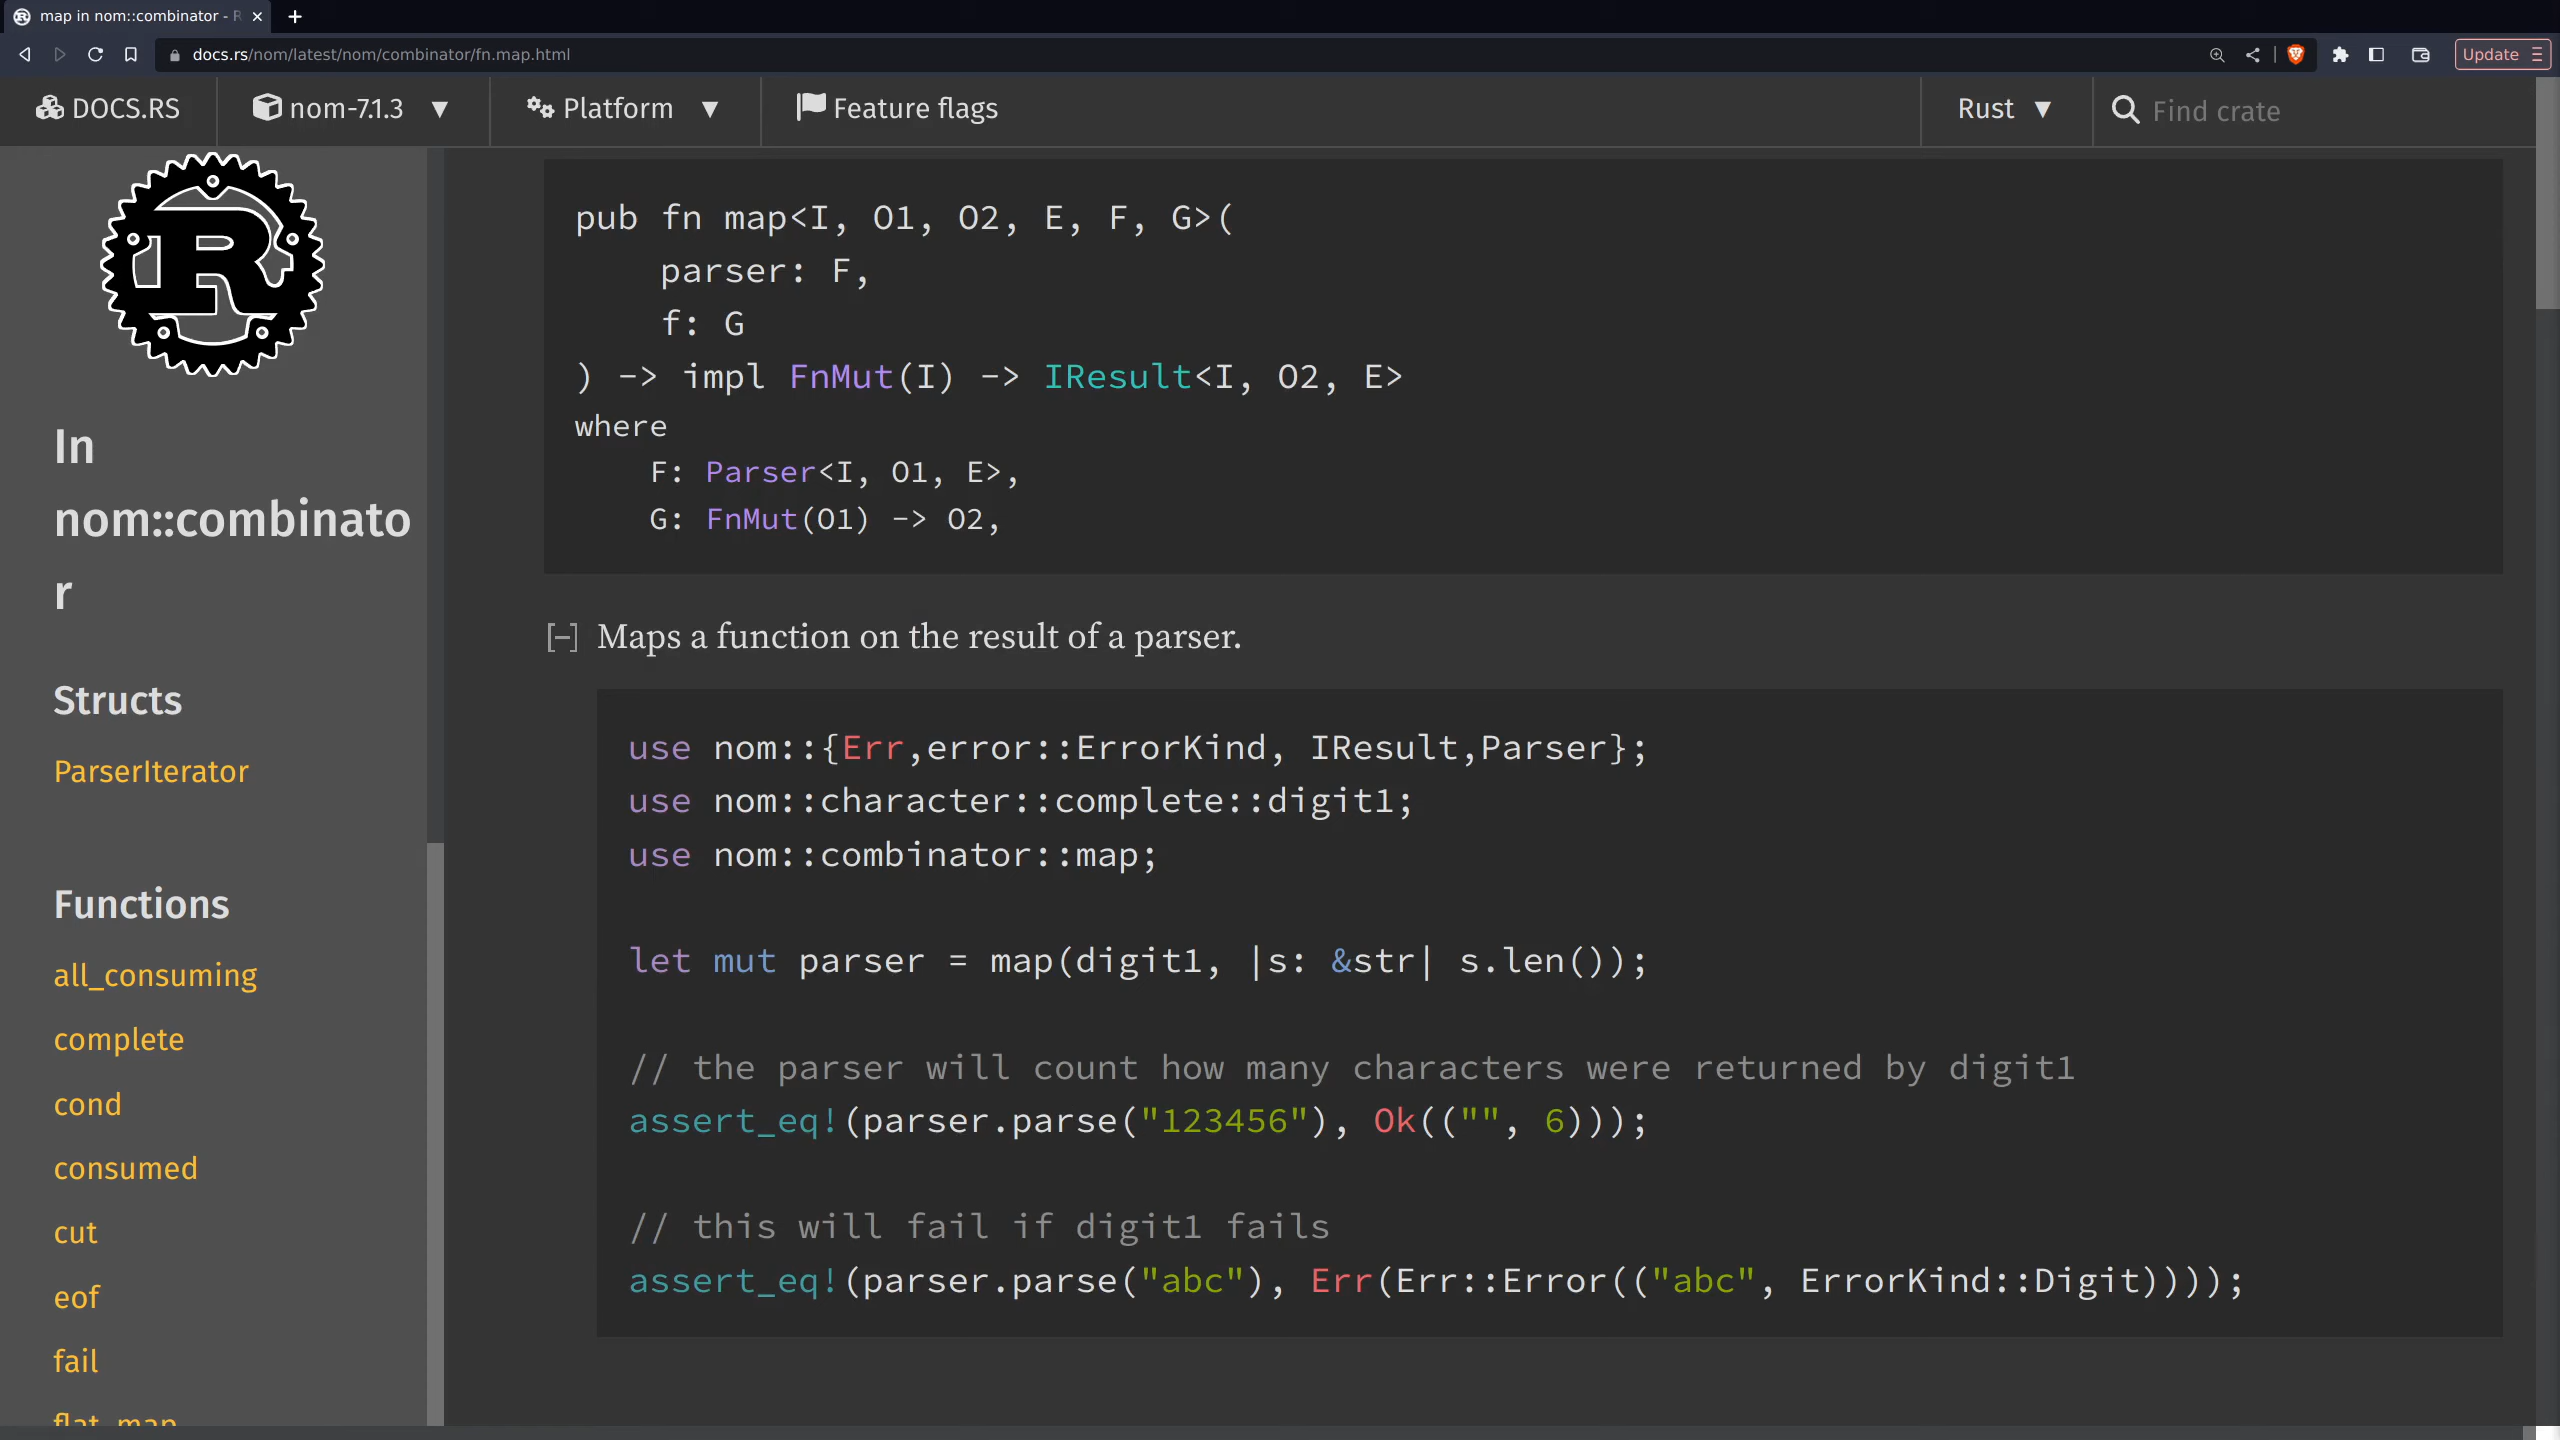 map in nom::combinator - R
docs.rs/nom/latest/nom/combinator/fn.map.html
Update
DOCS.RS
nom-7.1.3
Platform
Feature flags
Rust
Find crate
R
In
nom::combinato
r
Structs
ParserIterator
Functions
all_consuming
complete
cond
consumed
cut
eof
fail
flat_map
pub fn map<I, O1, O2, E, F, G>(
    parser: F,
    f: G
) -> impl FnMut(I) -> IResult<I, O2, E>
where
    F: Parser<I, O1, E>,
    G: FnMut(O1) -> O2,
[−] Maps a function on the result of a parser.
use nom::{Err,error::ErrorKind, IResult,Parser};
use nom::character::complete::digit1;
use nom::combinator::map;
let mut parser = map(digit1, |s: &str| s.len());
// the parser will count how many characters were returned by digit1
assert_eq!(parser.parse("123456"), Ok(("", 6)));
// this will fail if digit1 fails
assert_eq!(parser.parse("abc"), Err(Err::Error(("abc", ErrorKind::Digit))));